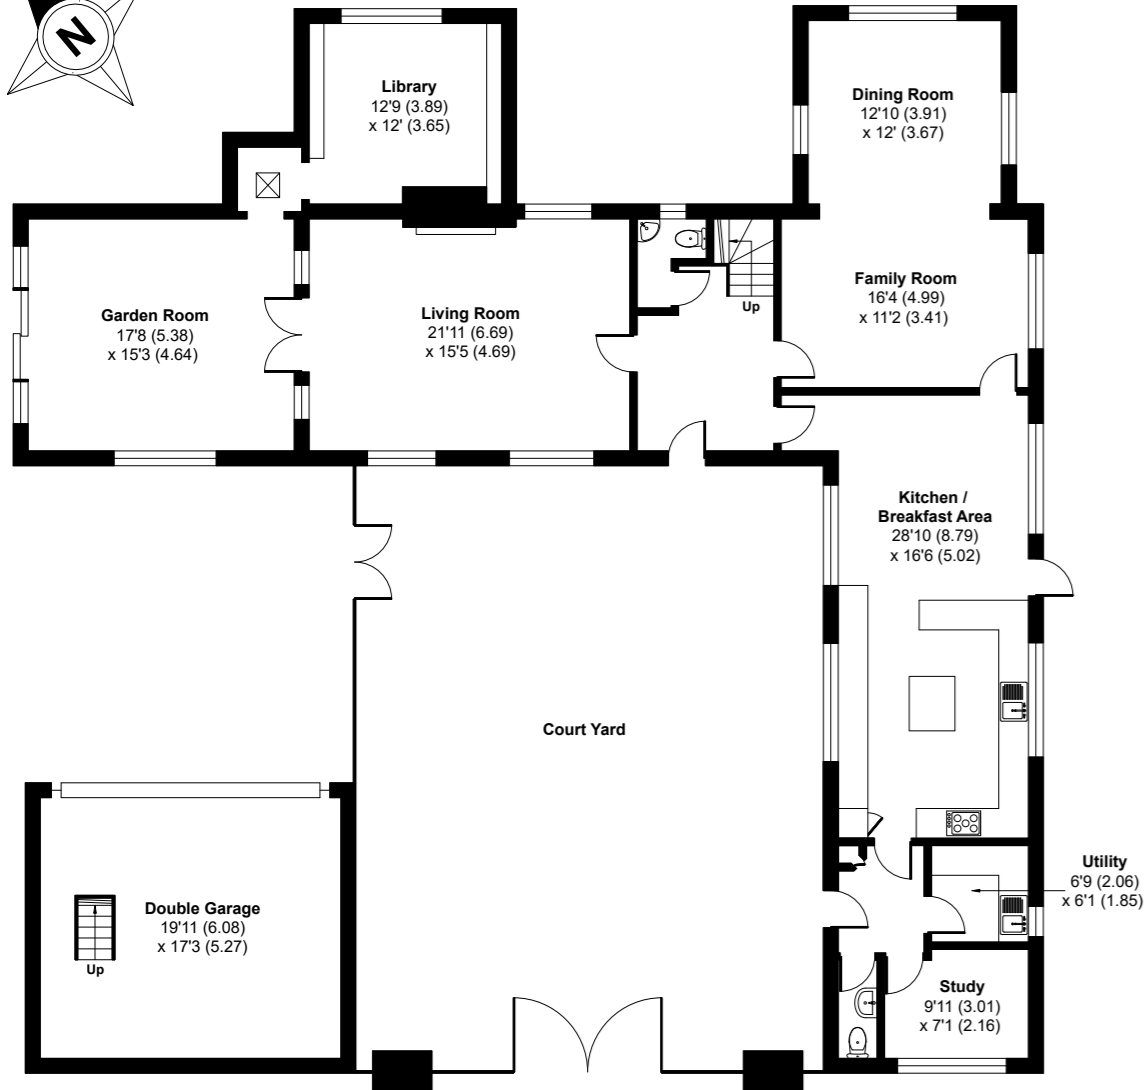 N
Library
12'9 (3.89)
x 12' (3.65)
Dining Room
12'10 (3.91)
x 12' (3.67)
Garden Room
17'8 (5.38)
x 15'3 (4.64)
Living Room
21'11 (6.69)
x 15'5 (4.69)
Up
Family Room
16'4 (4.99)
x 11'2 (3.41)
Kitchen /
Breakfast Area
28'10 (8.79)
x 16'6 (5.02)
Court Yard
Double Garage
19'11 (6.08)
x 17'3 (5.27)
Up
Utility
6'9 (2.06)
x 6'1 (1.85)
Study
9'11 (3.01)
x 7'1 (2.16)